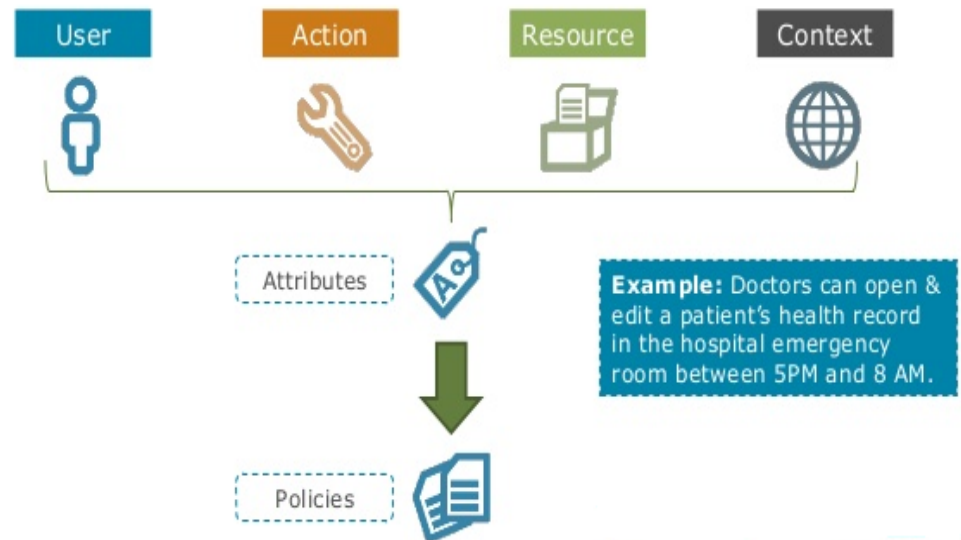 User
Action
Resource
Context
Attributes
Aa
Example: Doctors can open &
edit a patient's health record
in the hospital emergency
room between 5PM and 8 AM.
Policies